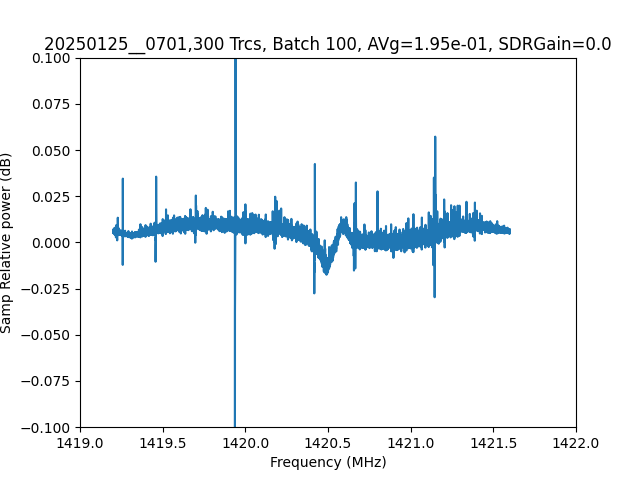 20250125__0701,300 Trcs, Batch 100, AVg=1.95e-01, SDRGain=0.0
0.100
0.075
0.050
0.025
0.000
−0.025
−0.050
−0.075
−0.100
Samp Relative power (dB)
1419.0 1419.5 1420.0 1420.5 1421.0 1421.5 1422.0
Frequency (MHz)